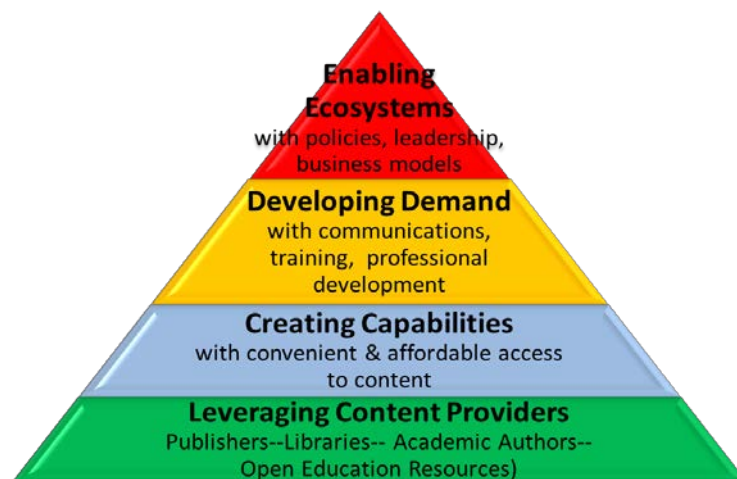 Enabling
Ecosystems
with policies, leadership,
business models
Developing Demand
with communications,
training, professional
development
Creating Capabilities
with convenient & affordable access
to content
Leveraging Content Providers
Publishers--Libraries-- Academic Authors--
Open Education Resources)